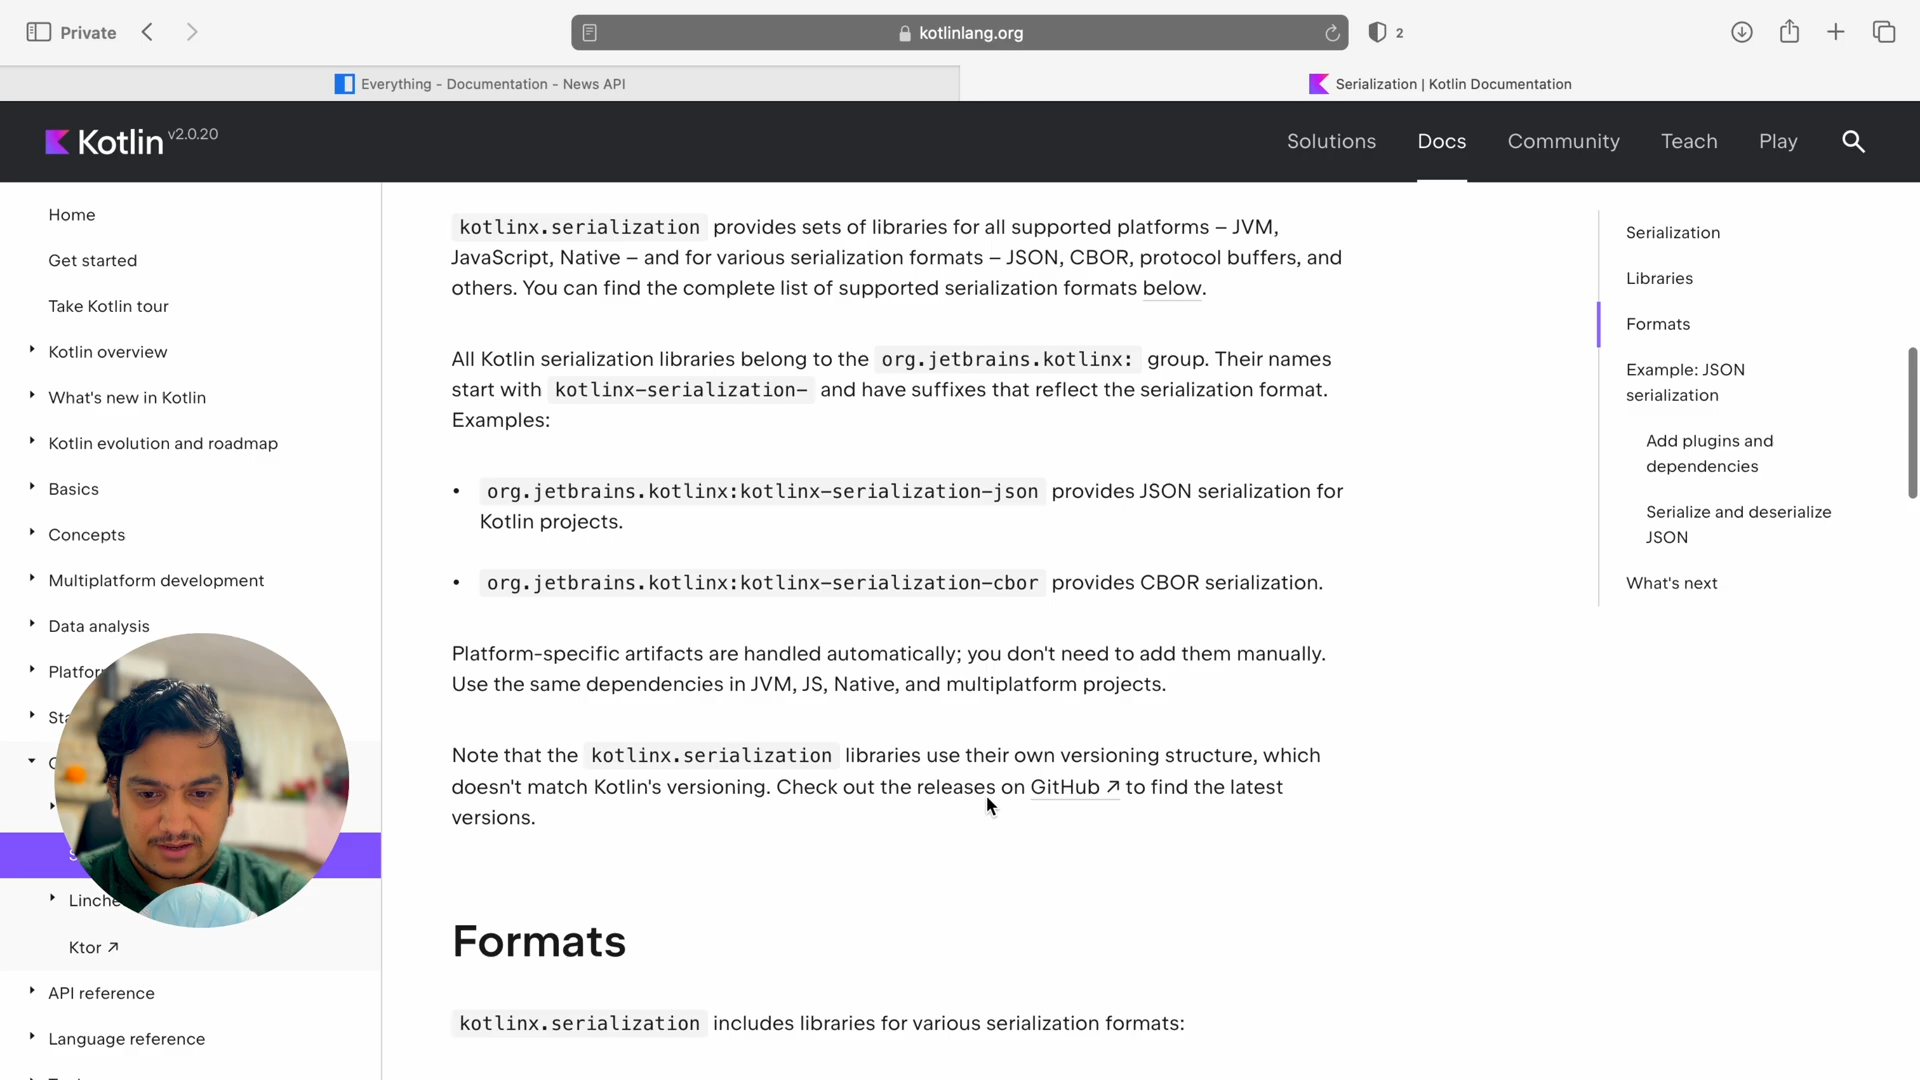 Private
kotlinlang.org
2
Everything - Documentation - News API
Serialization | Kotlin Documentation
Kotlin v2.0.20
Solutions
Docs
Community
Teach
Play
Home
Get started
Take Kotlin tour
Kotlin overview
What's new in Kotlin
Kotlin evolution and roadmap
Basics
Concepts
Multiplatform development
Data analysis
Ktor ↗
API reference
Language reference
kotlinx.serialization provides sets of libraries for all supported platforms – JVM,
JavaScript, Native – and for various serialization formats – JSON, CBOR, protocol buffers, and
others. You can find the complete list of supported serialization formats below.
All Kotlin serialization libraries belong to the org.jetbrains.kotlinx: group. Their names
start with kotlinx-serialization- and have suffixes that reflect the serialization format.
Examples:
• org.jetbrains.kotlinx:kotlinx-serialization-json provides JSON serialization for
Kotlin projects.
• org.jetbrains.kotlinx:kotlinx-serialization-cbor provides CBOR serialization.
Platform-specific artifacts are handled automatically; you don't need to add them manually.
Use the same dependencies in JVM, JS, Native, and multiplatform projects.
Note that the kotlinx.serialization libraries use their own versioning structure, which
doesn't match Kotlin's versioning. Check out the releases on GitHub ↗ to find the latest
versions.
Formats
kotlinx.serialization includes libraries for various serialization formats:
Serialization
Libraries
Formats
Example: JSON
serialization
Add plugins and
dependencies
Serialize and deserialize
JSON
What's next